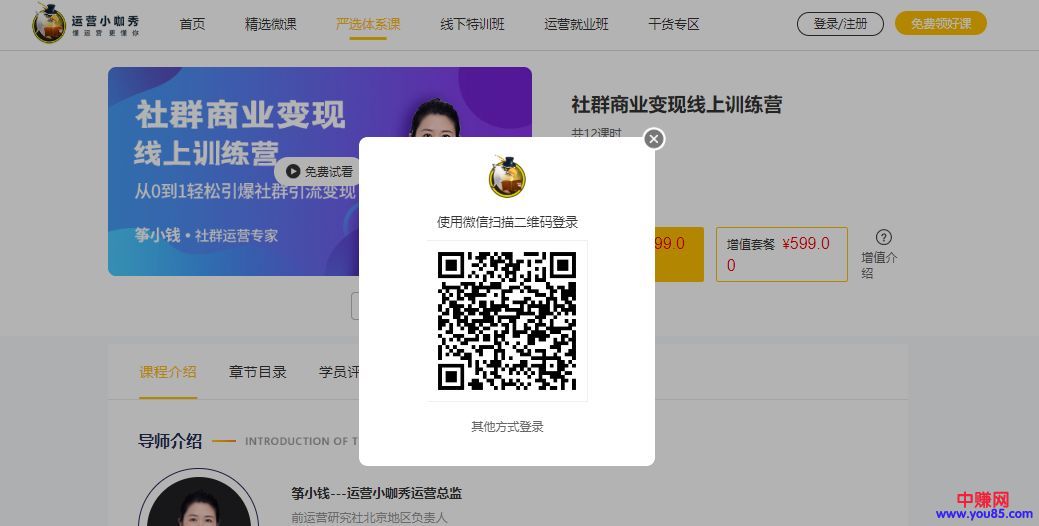 运营小咖秀
懂运营 更懂你
首页
精选微课
严选体系课
线下特训班
运营就业班
干货专区
登录/注册
免费领好课
社群商业变现
线上训练营
从0到1轻松引爆社群引流变现
筝小钱·社群运营专家
免费试看
社群商业变现线上训练营
共12课时
99.0
增值套餐 ¥599.0
0
增值介
绍
使用微信扫描二维码登录
其他方式登录
课程介绍
章节目录
学员评
导师介绍
INTRODUCTION OF T
筝小钱---运营小咖秀运营总监
前运营研究社北京地区负责人
中赚网
www.you85.com